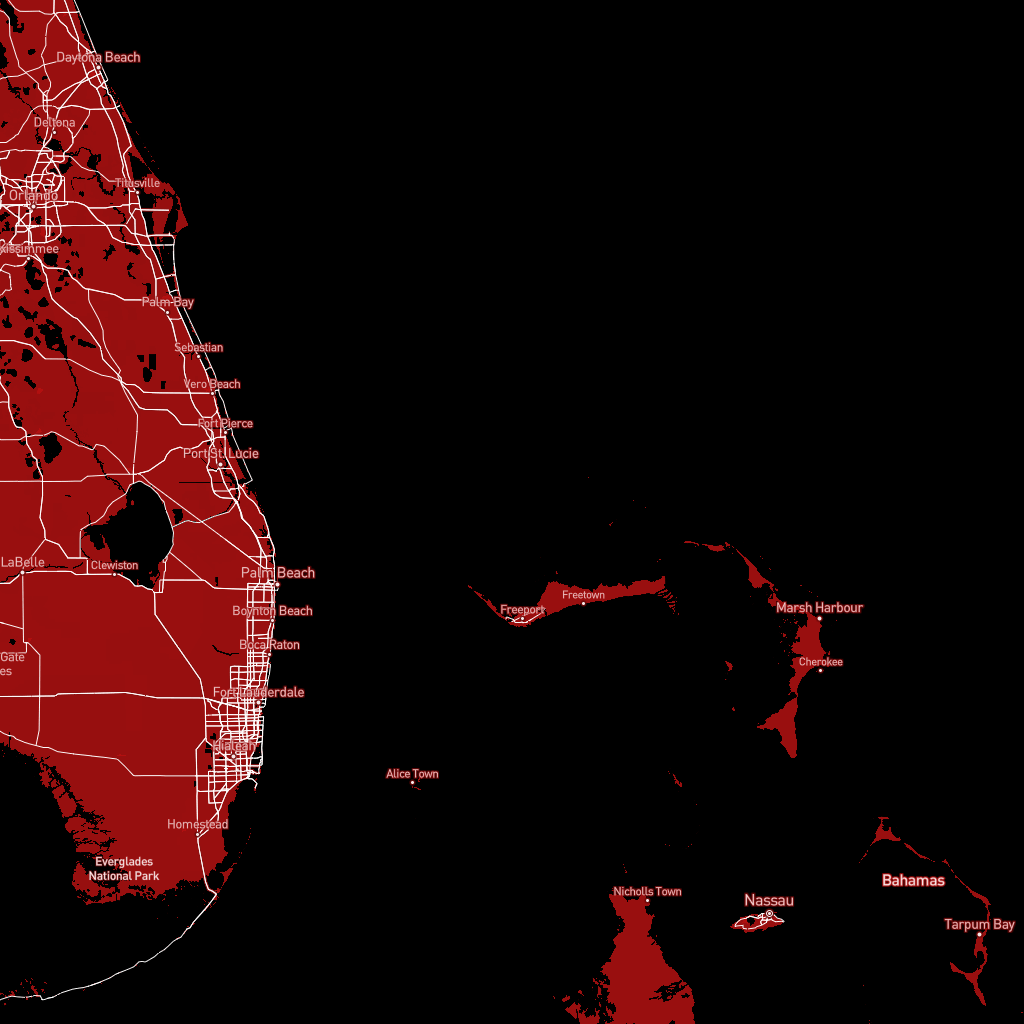 Daytona Beach
Deltona
Titusville
Orlando
Kissimmee
Palm Bay
Sebastian
Vero Beach
Fort Pierce
Port St. Lucie
LaBelle
Clewiston
Palm Beach
Freeport
Freetown
Boynton Beach
Marsh Harbour
Boca Raton
Gate
es
Cherokee
Fort Lauderdale
Hialeah
Alice Town
Homestead
Everglades
National Park
Bahamas
Nicholls Town
Nassau
Tarpum Bay